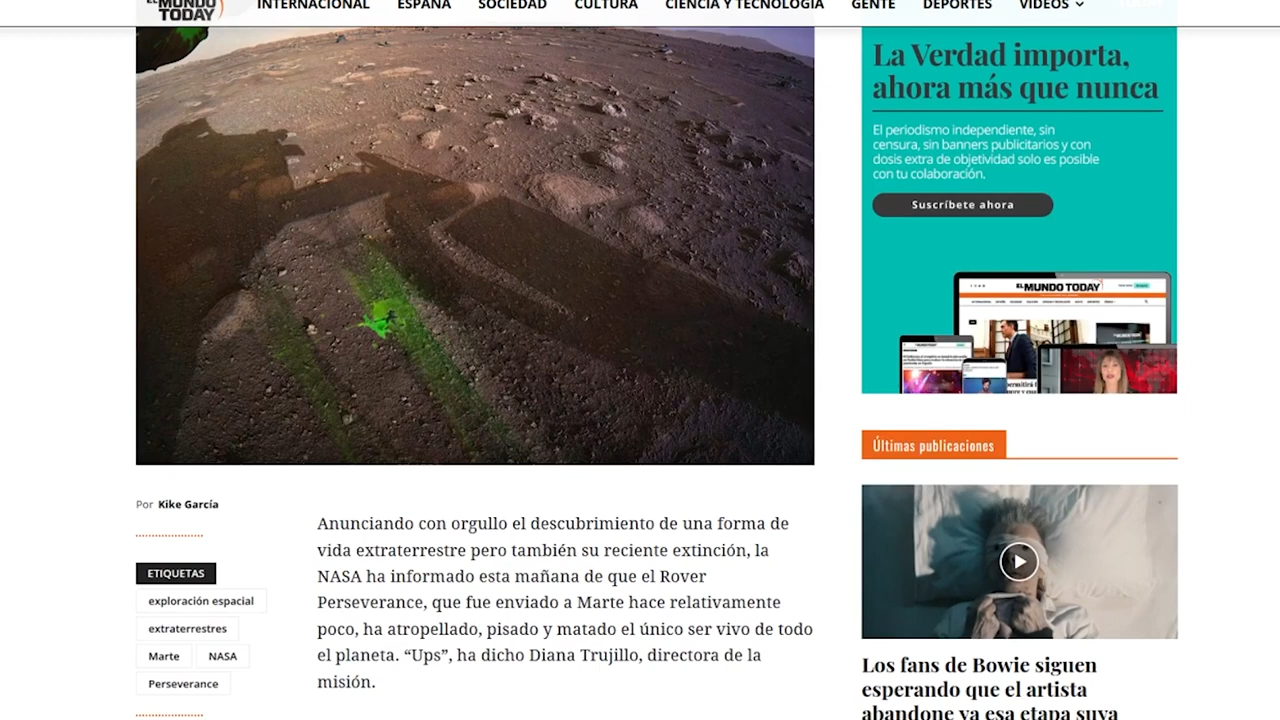 EL MUNDO
TODAY
INTERNACIONAL ESPAÑA SOCIEDAD CULTURA CIENCIA Y TECNOLOGÍA GENTE DEPORTES VÍDEOS
La Verdad importa,
ahora más que nunca
El periodismo independiente, sin
censura, sin banners publicitarios y con
dosis extra de objetividad solo es posible
con tu colaboración.
Suscríbete ahora
EL MUNDO TODAY
Últimas publicaciones
Por Kike García
ETIQUETAS
exploración espacial
extraterrestres
Marte NASA
Perseverance
Anunciando con orgullo el descubrimiento de una forma de
vida extraterrestre pero también su reciente extinción, la
NASA ha informado esta mañana de que el Rover
Perseverance, que fue enviado a Marte hace relativamente
poco, ha atropellado, pisado y matado el único ser vivo de todo
el planeta. “Ups”, ha dicho Diana Trujillo, directora de la
misión.
Los fans de Bowie siguen
esperando que el artista
abandone ya esa etapa suya